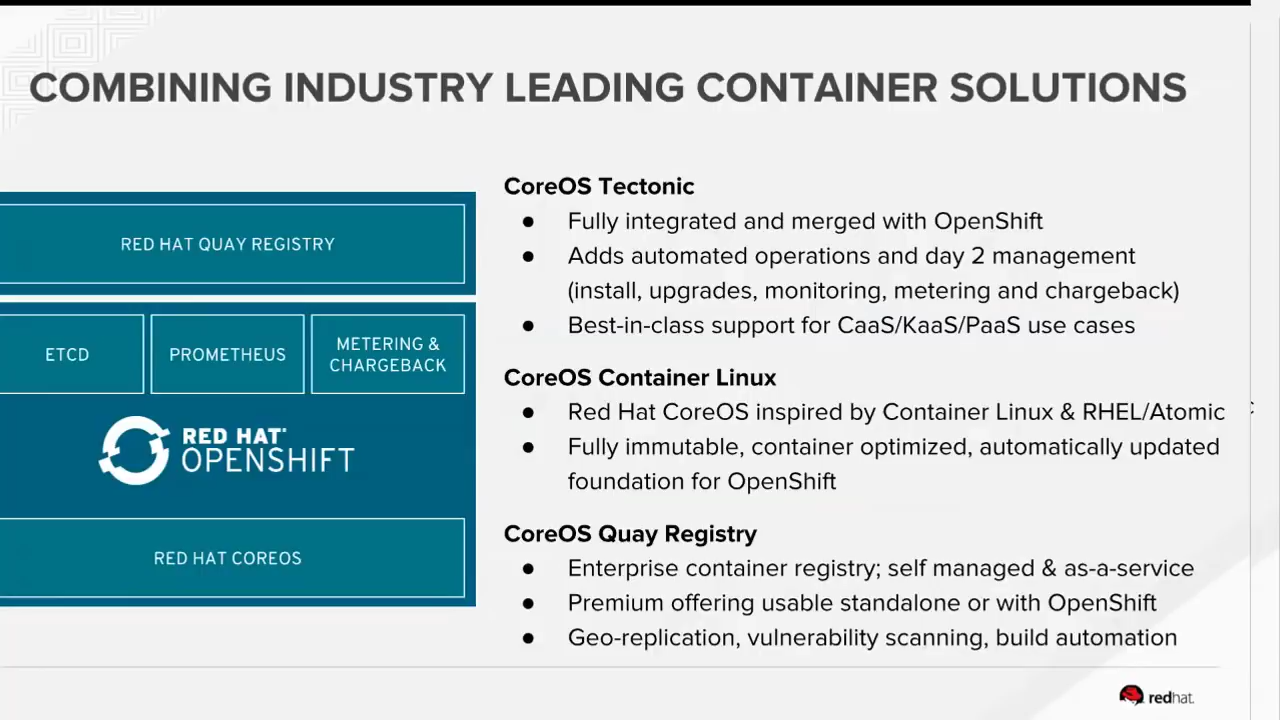 COMBINING INDUSTRY LEADING CONTAINER SOLUTIONS
RED HAT QUAY REGISTRY
ETCD
PROMETHEUS
METERING &
CHARGEBACK
RED HAT®
OPENSHIFT
RED HAT COREOS
CoreOS Tectonic
● Fully integrated and merged with OpenShift
● Adds automated operations and day 2 management
(install, upgrades, monitoring, metering and chargeback)
● Best-in-class support for CaaS/KaaS/PaaS use cases
CoreOS Container Linux
● Red Hat CoreOS inspired by Container Linux & RHEL/Atomic
● Fully immutable, container optimized, automatically updated
foundation for OpenShift
CoreOS Quay Registry
● Enterprise container registry; self managed & as-a-service
● Premium offering usable standalone or with OpenShift
● Geo-replication, vulnerability scanning, build automation
redhat.